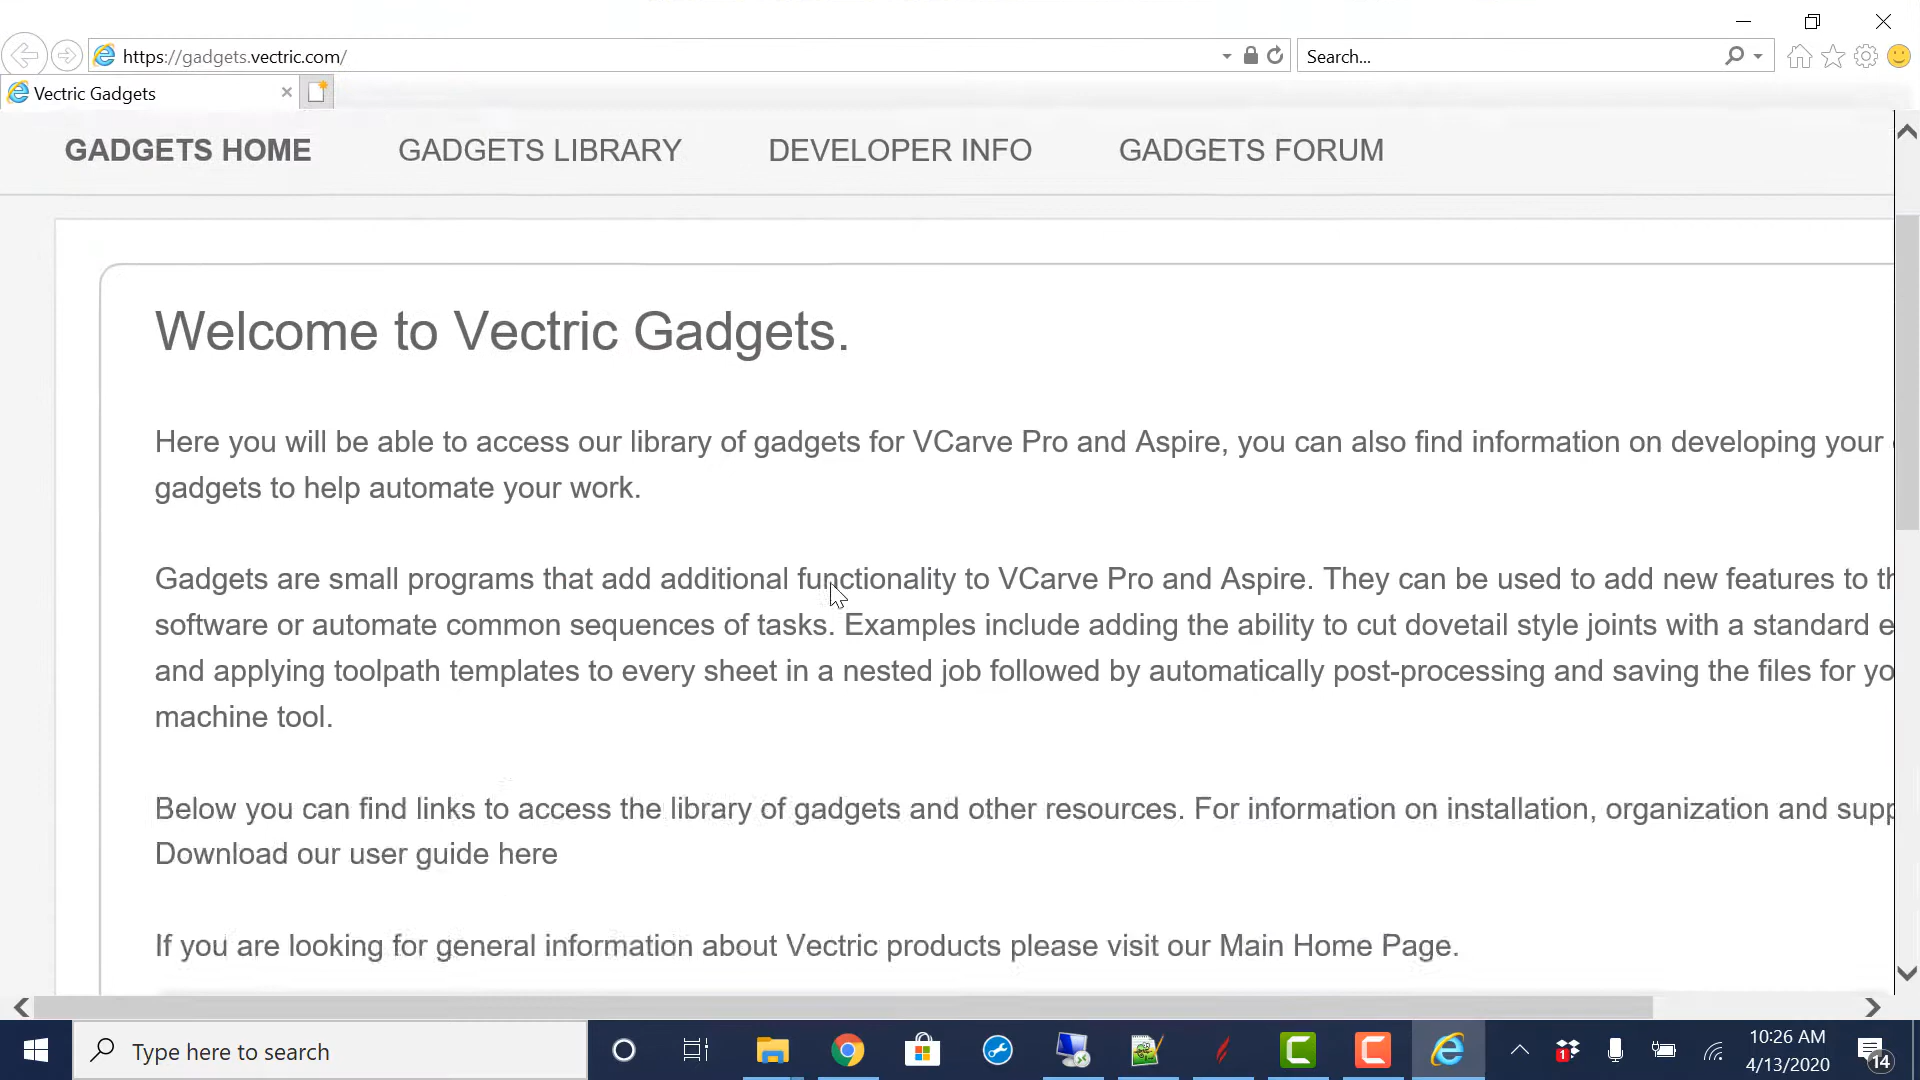 https://gadgets.vectric.com/
Search...
Vectric Gadgets
GADGETS HOME GADGETS LIBRARY DEVELOPER INFO GADGETS FORUM
Welcome to Vectric Gadgets.
Here you will be able to access our library of gadgets for VCarve Pro and Aspire, you can also find information on developing your
gadgets to help automate your work.
Gadgets are small programs that add additional functionality to VCarve Pro and Aspire. They can be used to add new features to
software or automate common sequences of tasks. Examples include adding the ability to cut dovetail style joints with a standard
and applying toolpath templates to every sheet in a nested job followed by automatically post-processing and saving the files for
machine tool.
Below you can find links to access the library of gadgets and other resources. For information on installation, organization and
Download our user guide here
If you are looking for general information about Vectric products please visit our Main Home Page.
Type here to search
1
10:26 AM
4/13/2020
14